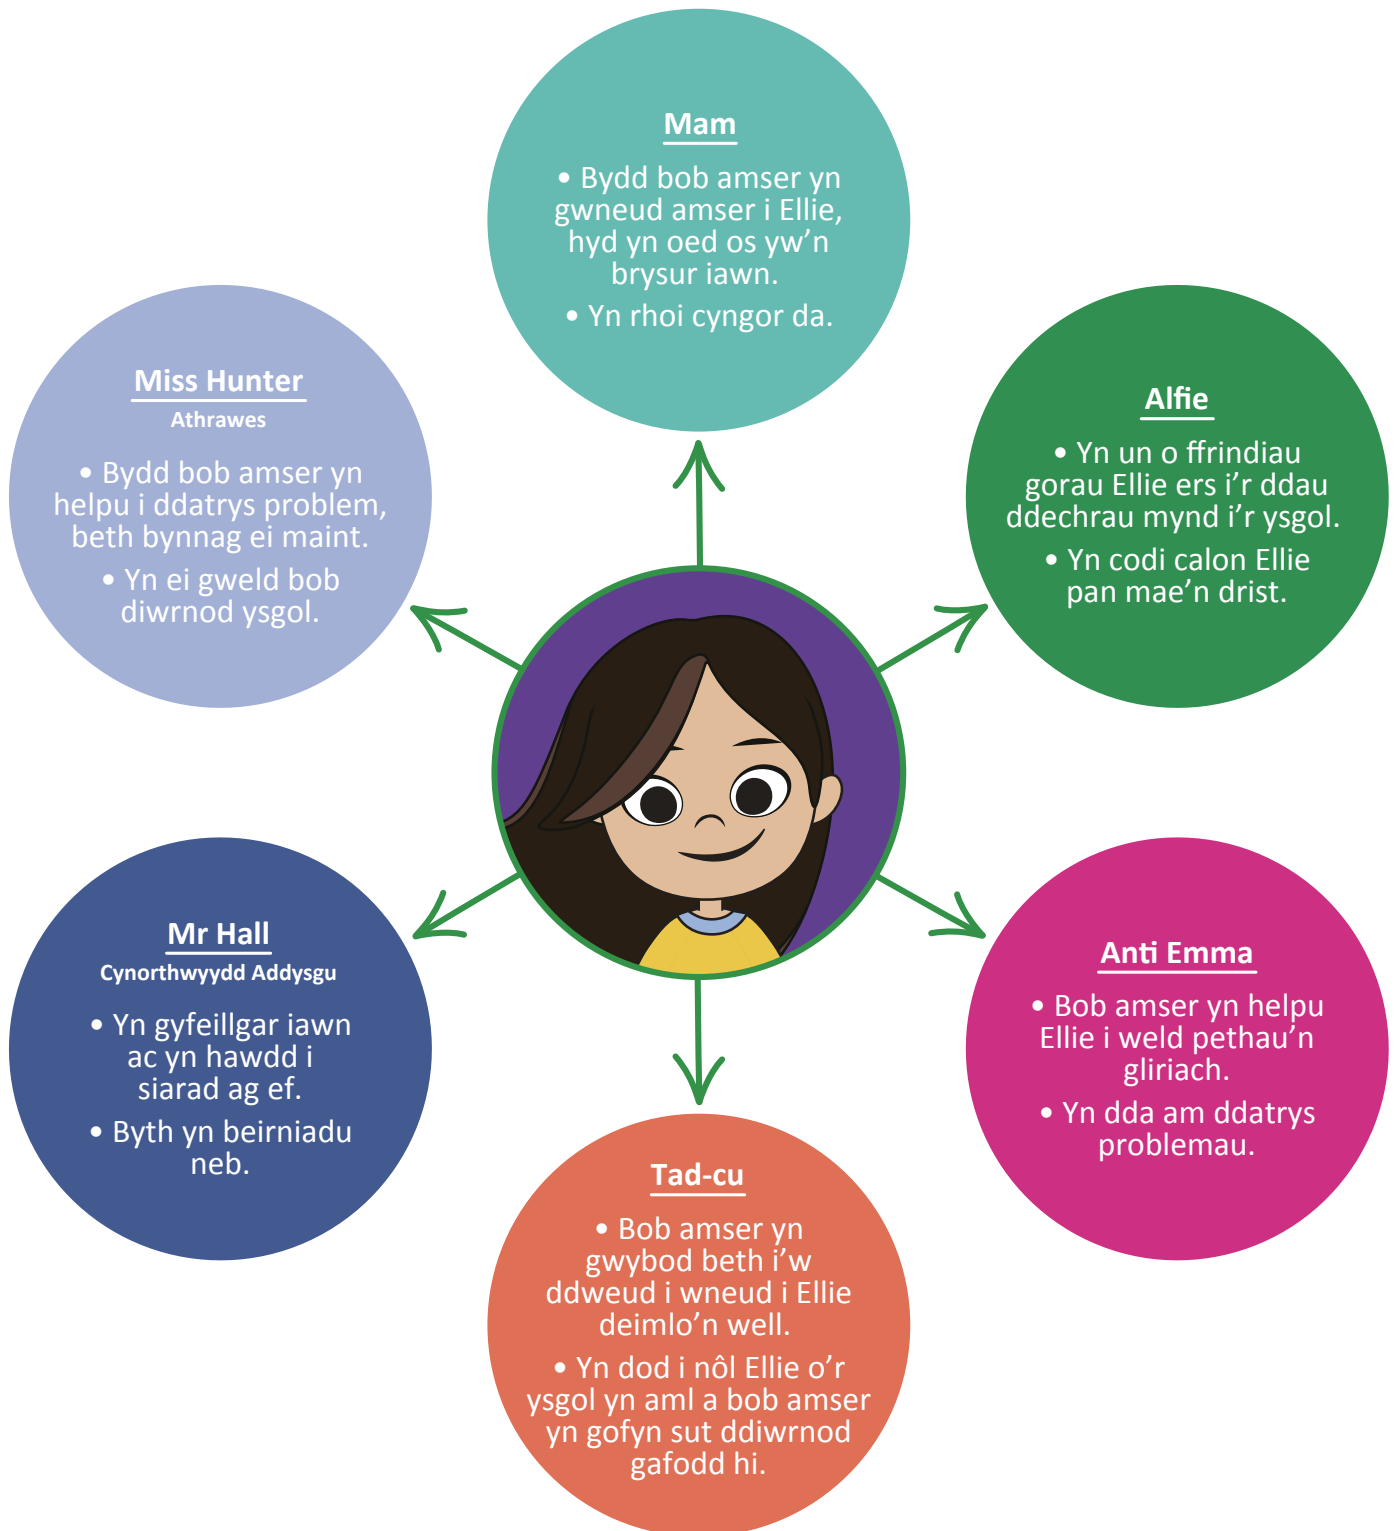 Mam
• Bydd bob amser yn
gwneud amser i Ellie,
hyd yn oed os yw’n
brysur iawn.
• Yn rhoi cyngor da.
Alfie
• Yn un o ffrindiau
gorau Ellie ers i’r ddau
ddechrau mynd i’r ysgol.
• Yn codi calon Ellie
pan mae’n drist.
Anti Emma
• Bob amser yn helpu
Ellie i weld pethau’n
gliriach.
• Yn dda am ddatrys
problemau.
Tad-cu
• Bob amser yn
gwybod beth i’w
ddweud i wneud i Ellie
deimlo’n well.
• Yn dod i nôl Ellie o’r
ysgol yn aml a bob amser
yn gofyn sut ddiwrnod
gafodd hi.
Mr Hall
Cynorthwyydd Addysgu
• Yn gyfeillgar iawn
ac yn hawdd i
siarad ag ef.
• Byth yn beirniadu
neb.
Miss Hunter
Athrawes
• Bydd bob amser yn
helpu i ddatrys problem,
beth bynnag ei maint.
• Yn ei gweld bob
diwrnod ysgol.